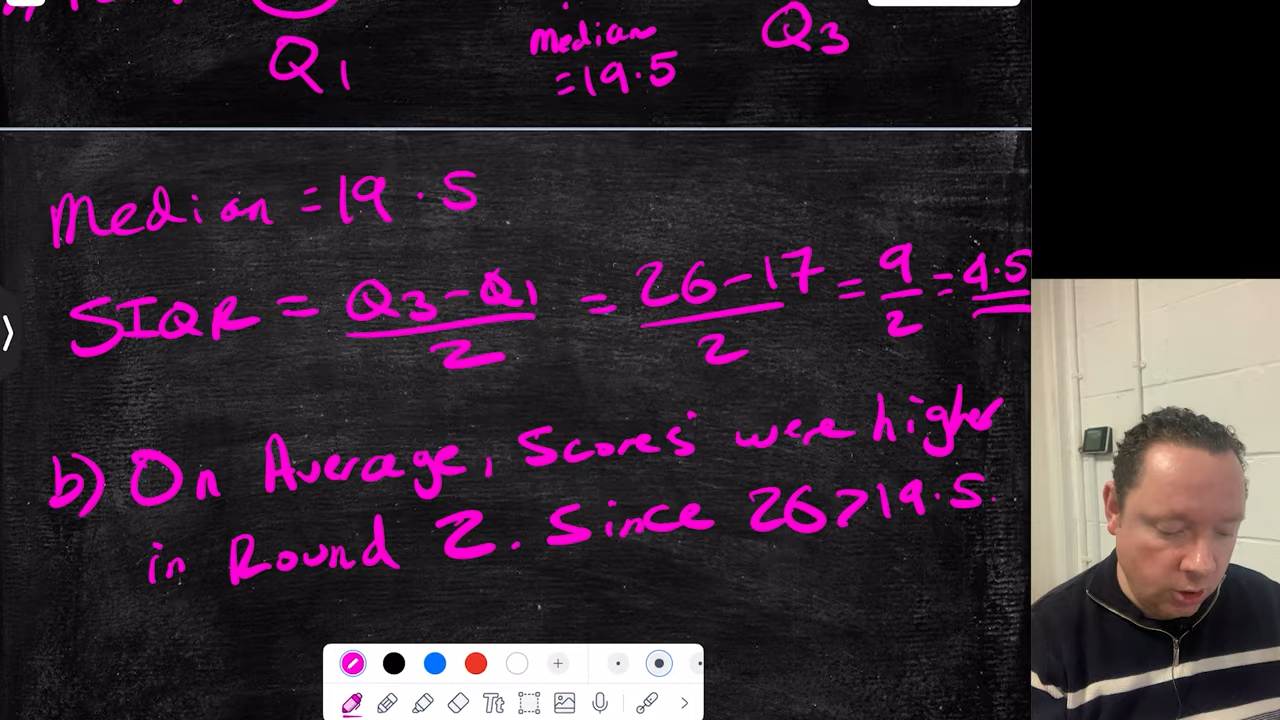 Q1
Median
=19.5
Q3
Median = 19.5
SIQR = Q3-Q1/2 = 26-17/2 = 9/2 = 4.5
b) On Average, Scores were higher
in Round 2. Since 26>19.5.
Tt